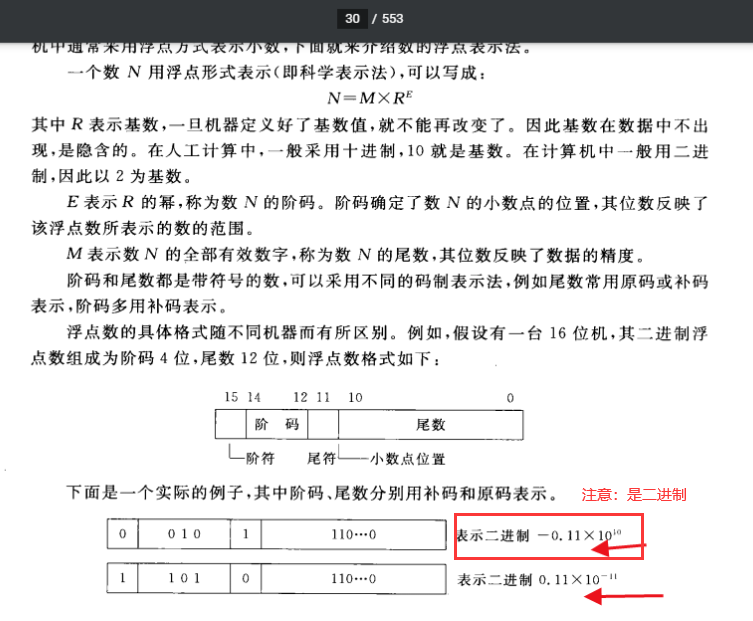 30 / 553
机中通常采用浮点方式表示小数,下面就来介绍数的浮点表示法。
一个数 N 用浮点形式表示(即科学表示法),可以写成:
N=M×R^E
其中 R 表示基数,一旦机器定义好了基数值,就不能再改变了。因此基数在数据中不出
现,是隐含的。在人工计算中,一般采用十进制,10 就是基数。在计算机中一般用二进
制,因此以 2 为基数。
E 表示 R 的幂,称为数 N 的阶码。阶码确定了数 N 的小数点的位置,其位数反映了
该浮点数所表示的数的范围。
M 表示数 N 的全部有效数字,称为数 N 的尾数,其位数反映了数据的精度。
阶码和尾数都是带符号的数,可以采用不同的码制表示法,例如尾数常用原码或补码
表示,阶码多用补码表示。
浮点数的具体格式随不同机器而有所区别。例如,假设有一台 16 位机,其二进制浮
点数组成为阶码 4 位,尾数 12 位,则浮点数格式如下:
15 14 12 11 10 0
阶 码 尾数
阶符 尾符 小数点位置
下面是一个实际的例子,其中阶码、尾数分别用补码和原码表示。 注意:是二进制
0 010 1 110…0 表示二进制 −0.11×10^10
1 101 0 110…0 表示二进制 0.11×10^−11